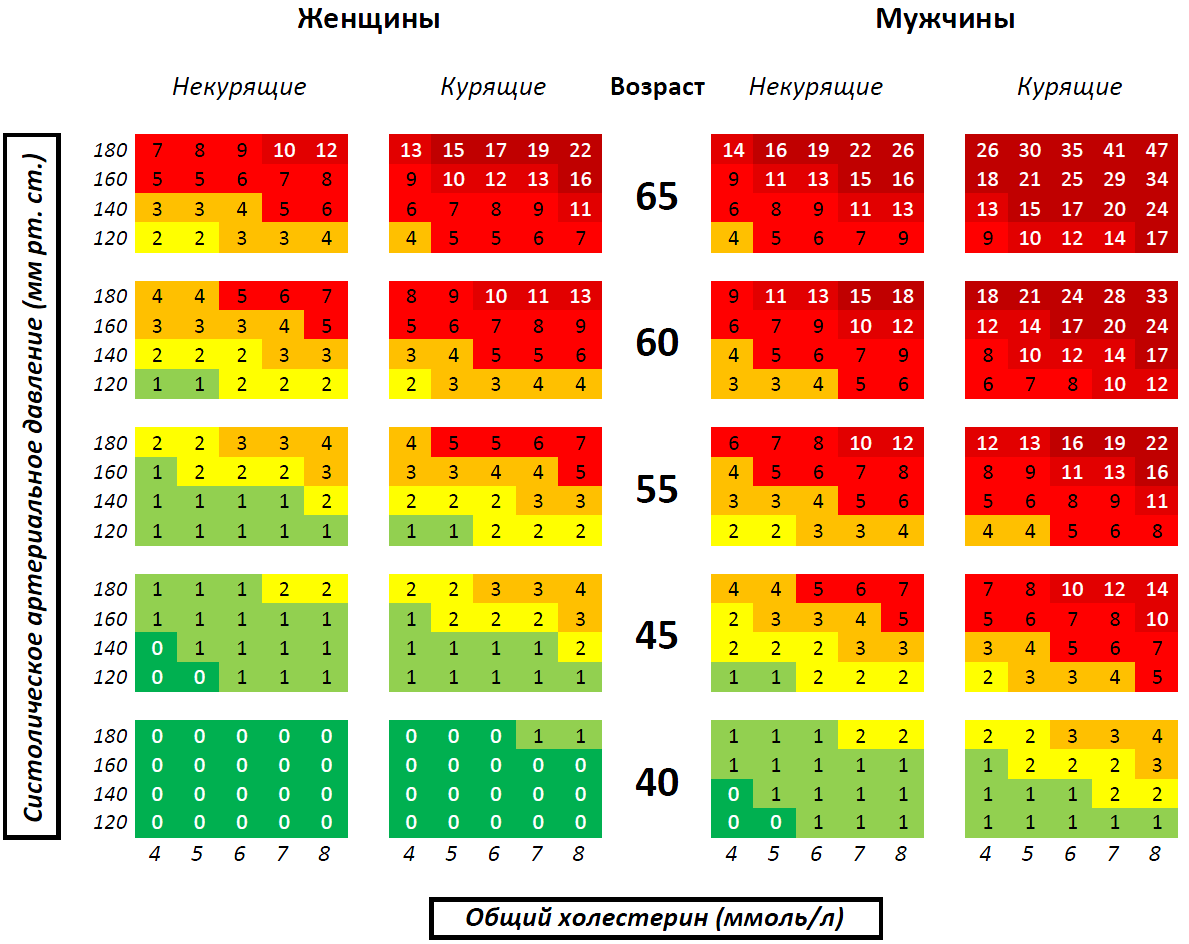 Женщины Мужчины
Некурящие Курящие Возраст Некурящие Курящие
Систолическое артериальное давление (мм рт. ст.)
180 7 8 9 10 12 13 15 17 19 22 14 16 19 22 26 26 30 35 41 47
160 5 5 6 7 8 9 10 12 13 16 9 11 13 15 16 18 21 25 29 34
65
140 3 3 4 5 6 6 7 8 9 11 6 8 9 11 13 13 15 17 20 24
120 2 2 3 3 4 4 5 5 6 7 4 5 6 7 9 9 10 12 14 17
180 4 4 5 6 7 8 9 10 11 13 9 11 13 15 18 18 21 24 28 33
160 3 3 3 4 5 5 6 7 8 9 6 7 9 10 12 12 14 17 20 24
60
140 2 2 2 3 3 3 4 5 5 6 4 5 6 7 9 8 10 12 14 17
120 1 1 2 2 2 2 3 3 4 4 3 3 4 5 6 6 7 8 10 12
180 2 2 3 3 4 4 5 5 6 7 6 7 8 10 12 12 13 16 19 22
160 1 2 2 2 3 3 3 4 4 5 4 5 6 7 8 8 9 11 13 16
55
140 1 1 1 1 2 2 2 2 3 3 3 3 4 5 6 5 6 8 9 11
120 1 1 1 1 1 1 1 2 2 2 2 2 3 3 4 4 4 5 6 8
180 1 1 1 2 2 2 2 3 3 4 4 4 5 6 7 7 8 10 12 14
160 1 1 1 1 1 1 2 2 2 3 2 3 3 4 5 5 6 7 8 10
45
140 0 1 1 1 1 1 1 1 1 2 2 2 2 3 3 3 4 5 6 7
120 0 0 1 1 1 1 1 1 1 1 1 1 2 2 2 2 3 3 4 5
180 0 0 0 0 0 0 0 0 1 1 1 1 1 2 2 2 2 3 3 4
160 0 0 0 0 0 0 0 0 0 0 1 1 1 1 1 1 2 2 2 3
40
140 0 0 0 0 0 0 0 0 0 0 0 1 1 1 1 1 1 1 2 2
120 0 0 0 0 0 0 0 0 0 0 0 0 1 1 1 1 1 1 1 1
4 5 6 7 8 4 5 6 7 8 4 5 6 7 8 4 5 6 7 8
Общий холестерин (ммоль/л)